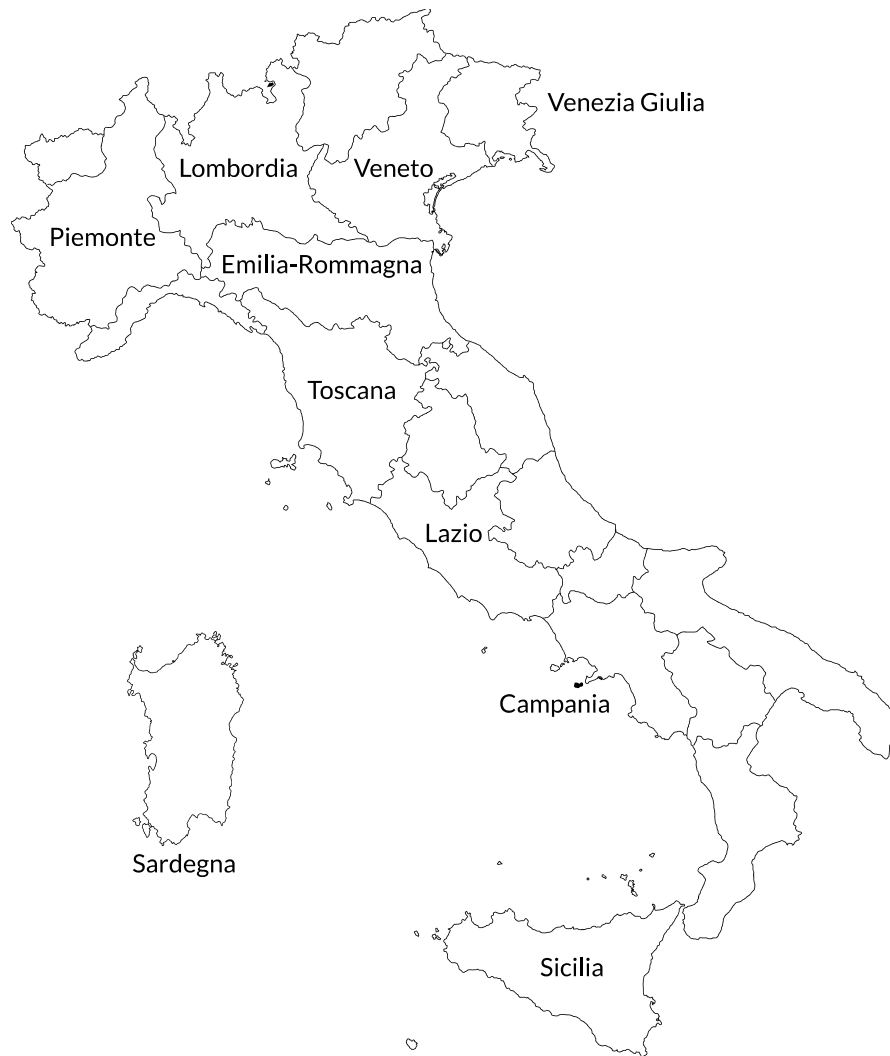 Venezia Giulia
Lombordia
Veneto
Piemonte
Emilia-Rommagna
Toscana
Lazio
Campania
Sardegna
Sicilia